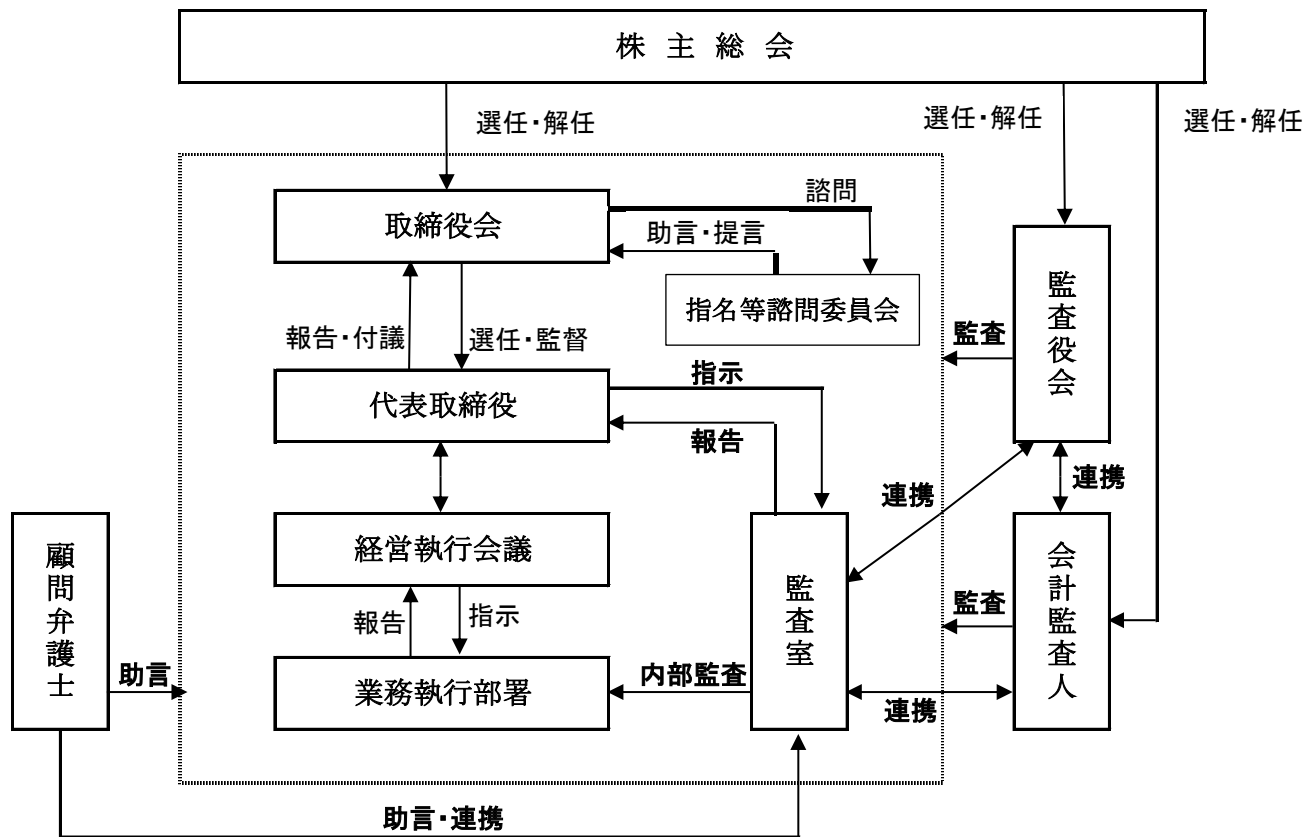 株主総会
選任・解任
選任・解任
選任・解任
取締役会
諮問
助言・提言
指名等諮問委員会
監査役会
監査
報告・付議
選任・監督
代表取締役
指示
報告
連携
連携
顧問弁護士
経営執行会議
監査室
会計監査人
監査
報告
指示
助言
業務執行部署
内部監査
連携
助言・連携